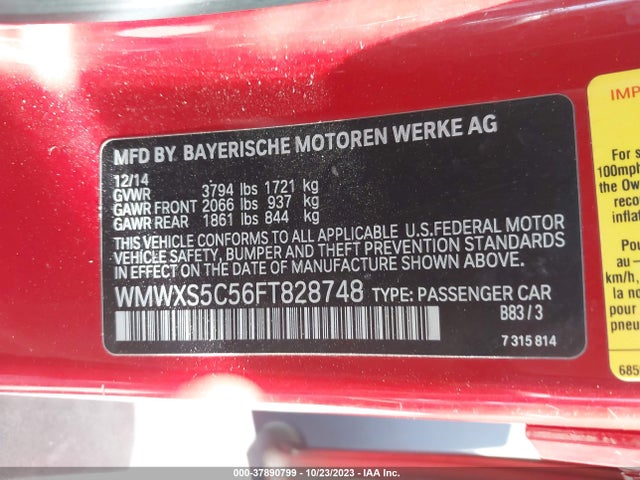 MFD BY BAYERISCHE MOTOREN WERKE AG
12/14
GVWR 3794 lbs 1721 kg
GAWR FRONT 2066 lbs 937 kg
GAWR REAR 1861 lbs 844 kg
THIS VEHICLE CONFORMS TO ALL APPLICABLE U.S.FEDERAL MOTOR
VEHICLE SAFETY, BUMPER AND THEFT PREVENTION STANDARDS
IN EFFECT ON THE DATE OF MANUFACTURE SHOWN ABOVE.
WMWXS5C56FT828748 TYPE: PASSENGER CAR
B83 / 3
7 315 814
IMP
For s
100mph
the Ow
reco
inflat
Pou
au –
km/h,
la no
pour
pneu
685
000-37890799 - 10/23/2023 - IAA Inc.